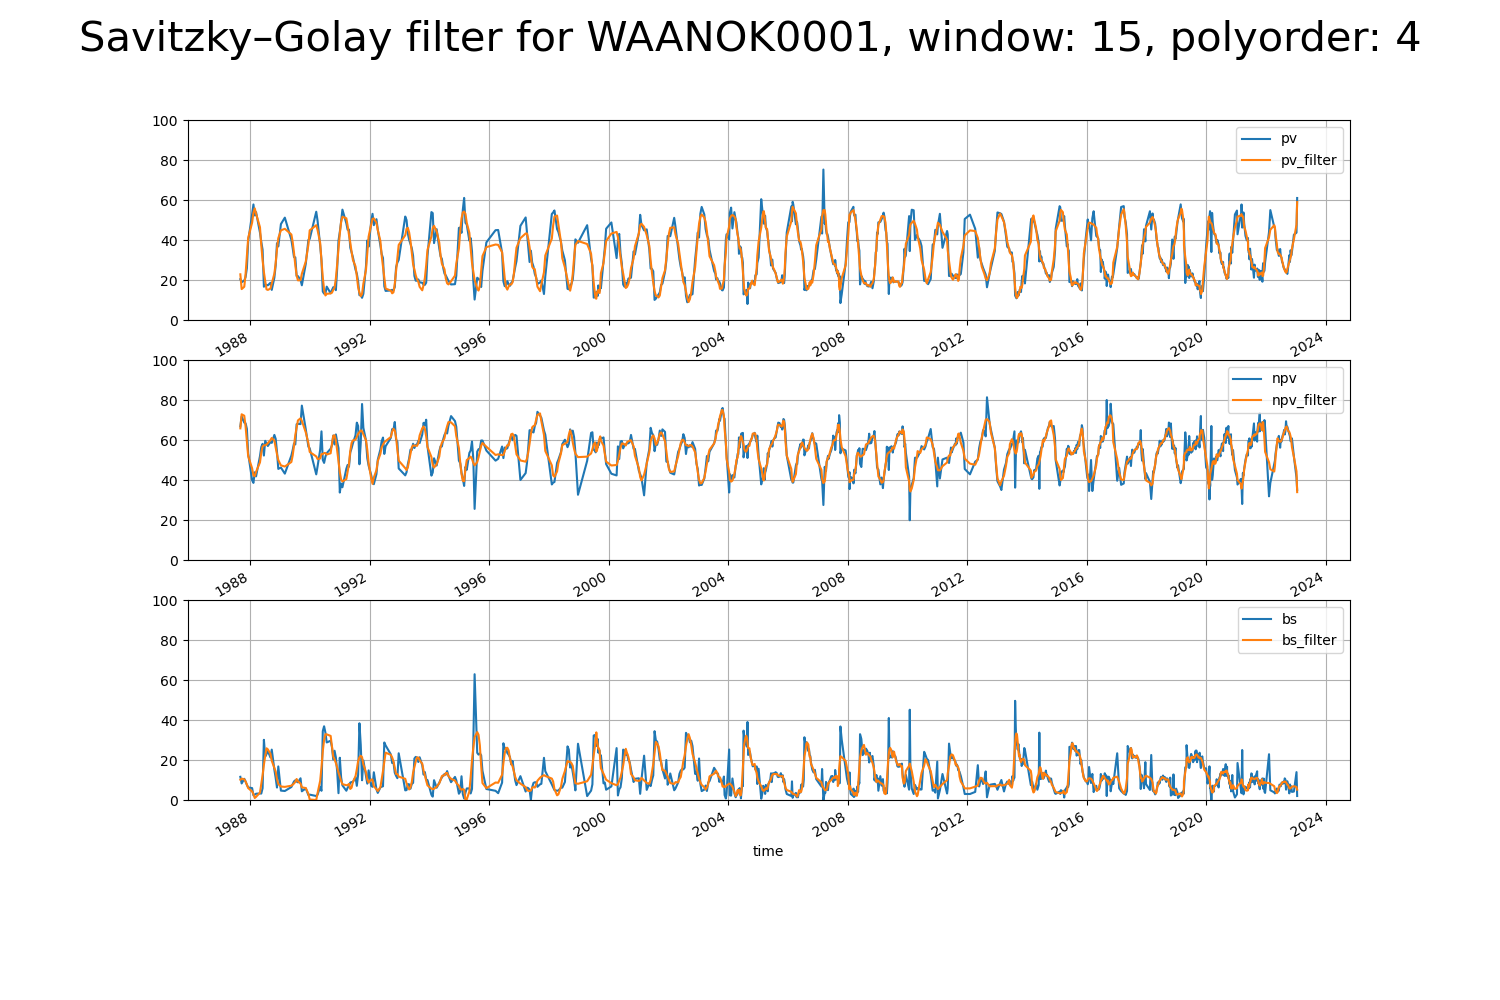 Savitzky–Golay filter for WAANOK0001, window: 15, polyorder: 4
100
80
60
40
20
0
pv
pv_filter
1988 1992 1996 2000 2004 2008 2012 2016 2020 2024
100
80
60
40
20
0
npv
npv_filter
1988 1992 1996 2000 2004 2008 2012 2016 2020 2024
100
80
60
40
20
0
bs
bs_filter
1988 1992 1996 2000 2004 2008 2012 2016 2020 2024
time